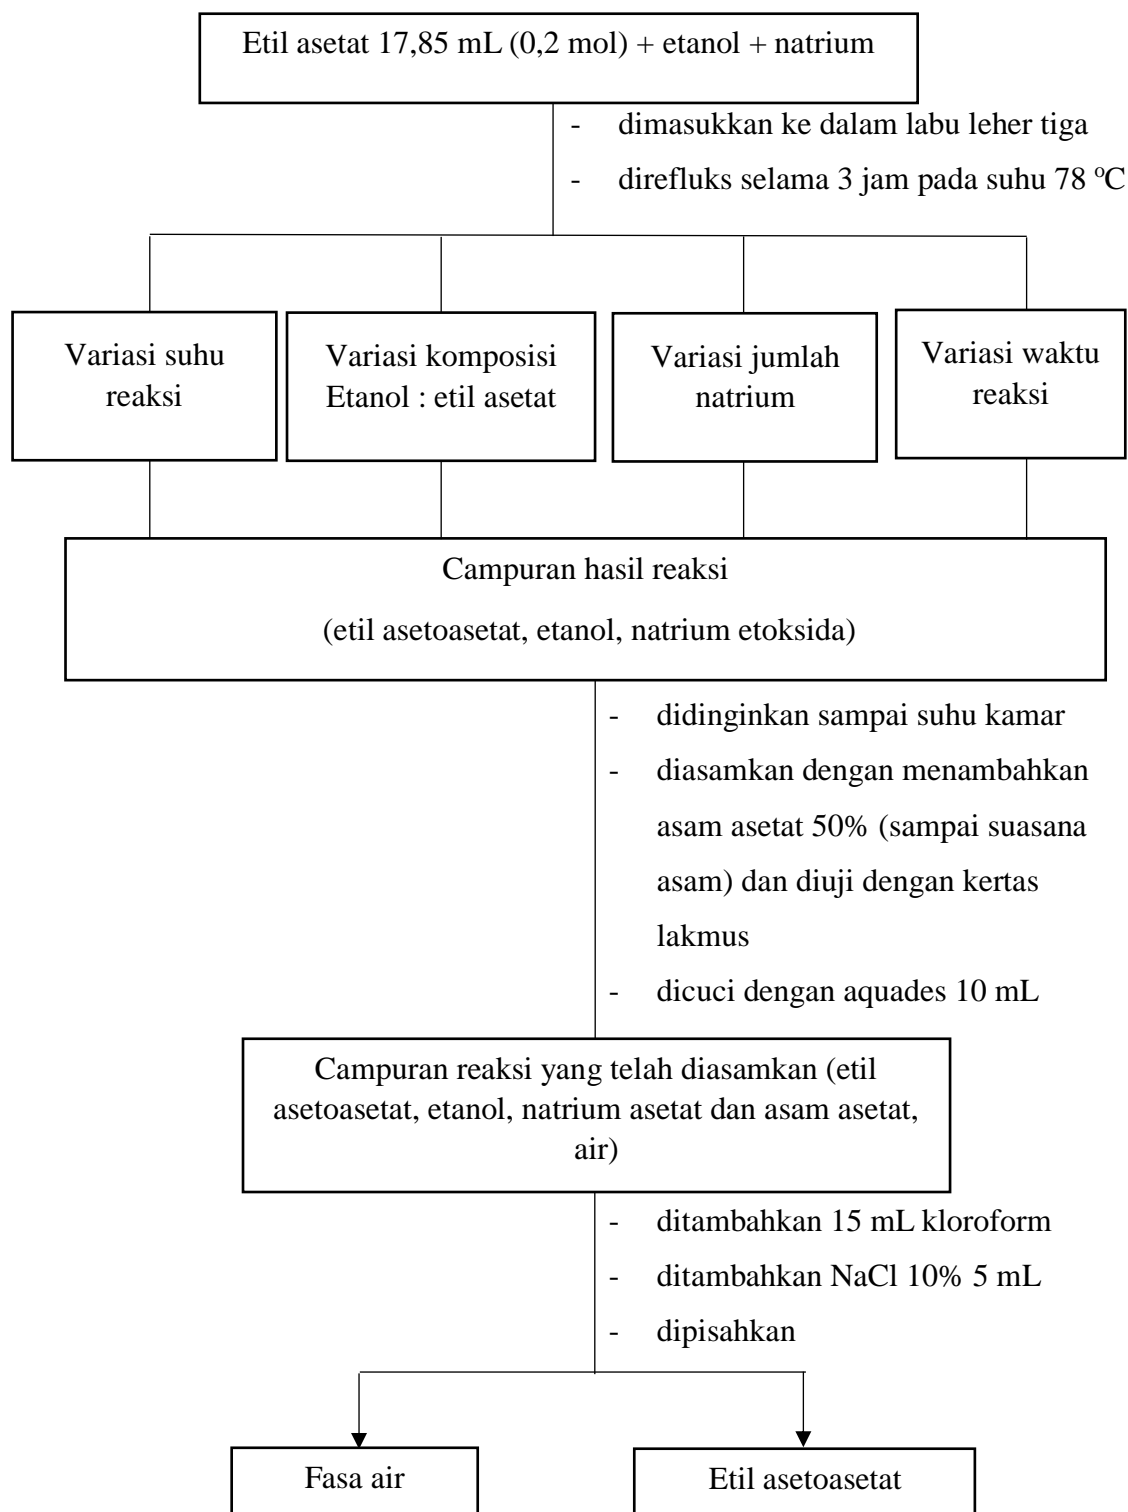 Etil asetat 17,85 mL (0,2 mol) + etanol + natrium
- dimasukkan ke dalam labu leher tiga
- direfluks selama 3 jam pada suhu 78 ᵒC
Variasi suhu
reaksi
Variasi komposisi
Etanol : etil asetat
Variasi jumlah
natrium
Variasi waktu
reaksi
Campuran hasil reaksi
(etil asetoasetat, etanol, natrium etoksida)
- didinginkan sampai suhu kamar
- diasamkan dengan menambahkan
asam asetat 50% (sampai suasana
asam) dan diuji dengan kertas
lakmus
- dicuci dengan aquades 10 mL
Campuran reaksi yang telah diasamkan (etil
asetoasetat, etanol, natrium asetat dan asam asetat,
air)
- ditambahkan 15 mL kloroform
- ditambahkan NaCl 10% 5 mL
- dipisahkan
Fasa air
Etil asetoasetat